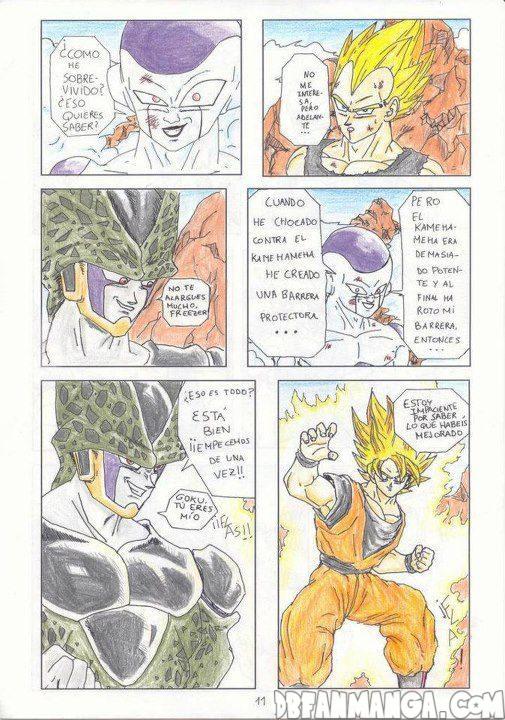 ¿CÓMO
HE
SOBRE-
VIVIDO?
¿ESO
QUIERES
SABER?
NO
ME
INTERE-
SA, PERO
ADELAN-
TE...
NO TE
ALARGUES
MUCHO,
FREEZER
CUANDO
HE CHOCADO
CONTRA EL
KAMEHAMEHA
HE CREADO
UNA BARRERA
PROTECTORA.
...
PERO
EL
KAMEHA-
MEHA ERA
DEMASIA-
DO POTEN-
TE Y AL
FINAL HA
ROTO MI
BARRERA,
ENTONCES
...
¿ESO ES TODO?
ESTÁ
BIEN
¡¡EMPECEMOS
DE UNA
VEZ!!
GOKU,
TÚ ERES
MÍO
ESTOY
IMPACIENTE
POR SABER
LO QUE HABÉIS
MEJORADO
11
DBFANMANGA.COM